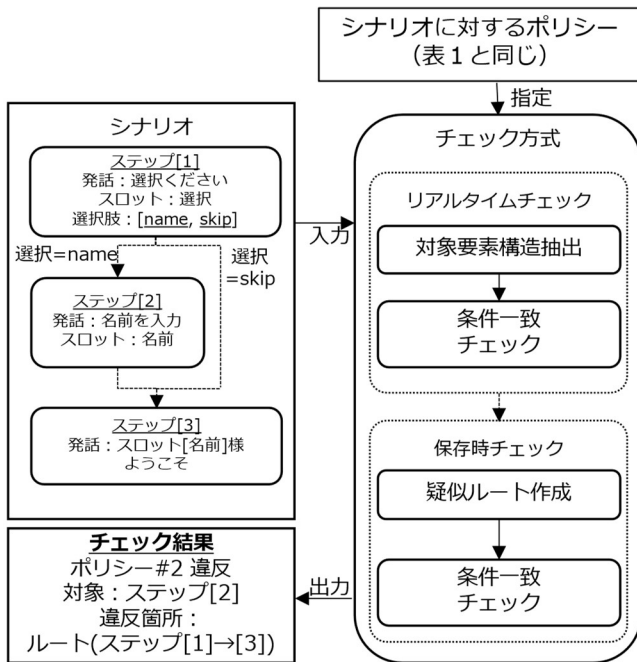 シナリオに対するポリシー
（表１と同じ）
指定
シナリオ
ステップ[1]
発話：選択ください
スロット：選択
選択肢：[name, skip]
選択=name
選択
=skip
ステップ[2]
発話：名前を入力
スロット：名前
ステップ[3]
発話：スロット[名前]様
ようこそ
入力
チェック方式
リアルタイムチェック
対象要素構造抽出
条件一致
チェック
保存時チェック
疑似ルート作成
条件一致
チェック
出力
チェック結果
ポリシー#2 違反
対象：ステップ[2]
違反箇所：
ルート(ステップ[1]→[3])